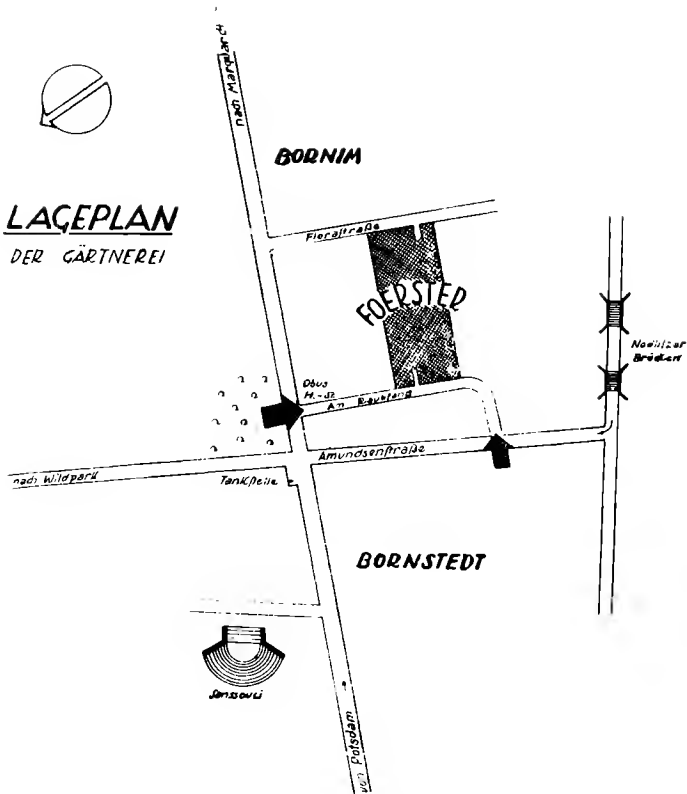 nach Marquardt
BORNIM
LAGEPLAN
DER GÄRTNEREI
Florastraße
FOERSTER
Nedlitzer
Brücken
Obus
H.-St.
Am Raubfang
Amundsenstraße
nach Wildpark
Tankstelle
BORNSTEDT
Sanssouci
von Potsdam